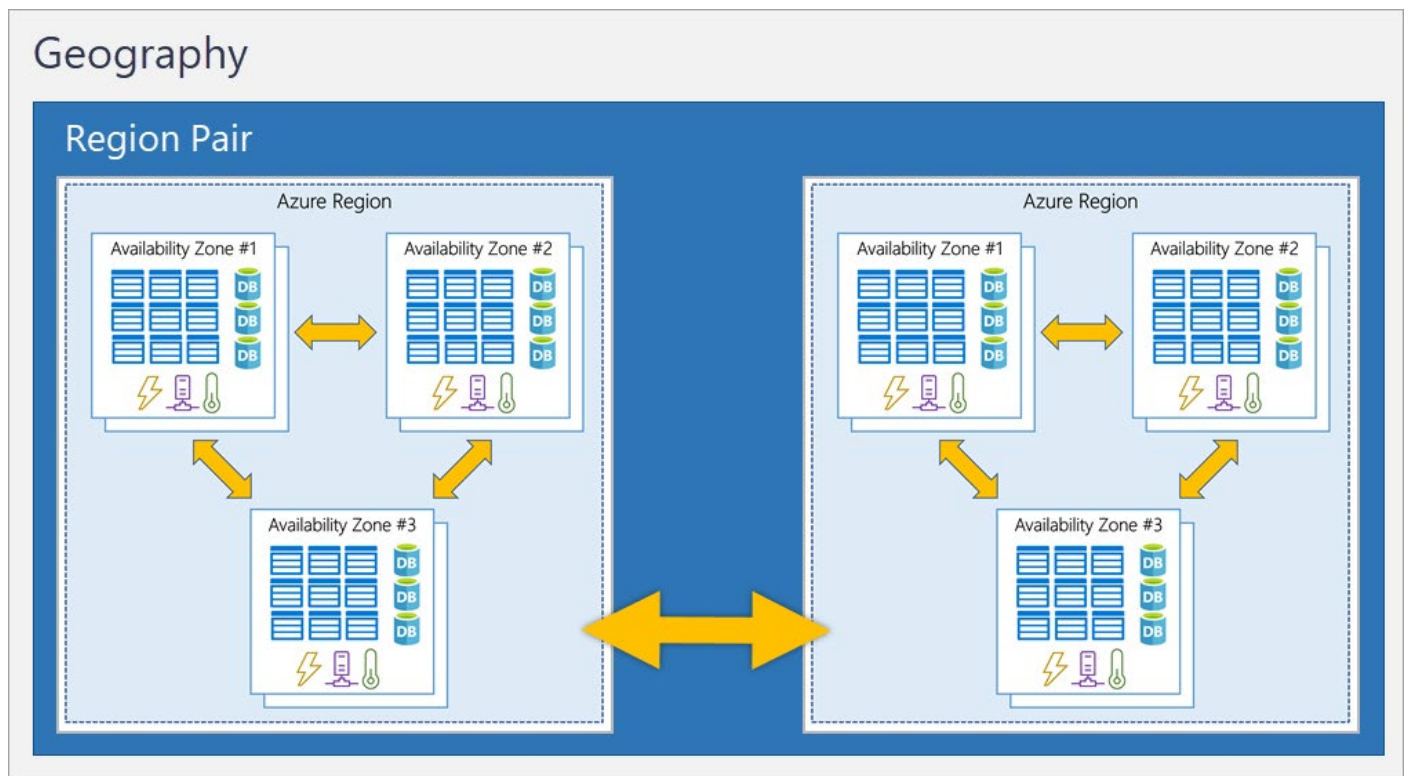 Geography
Region Pair
Azure Region
Availability Zone #1
DB
DB
DB
Availability Zone #2
DB
DB
DB
Availability Zone #3
DB
DB
DB
Azure Region
Availability Zone #1
DB
DB
DB
Availability Zone #2
DB
DB
DB
Availability Zone #3
DB
DB
DB